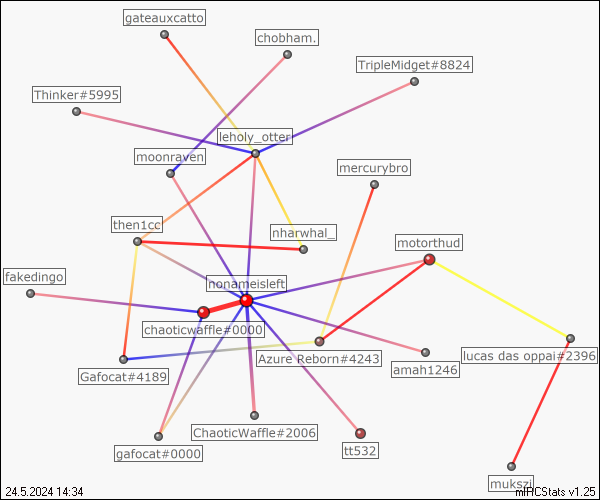 gateauxcatto
chobham.
TripleMidget#8824
Thinker#5995
leholy_otter
moonraven
mercurybro
then1cc
nharwhal_
motorthud
fakedingo
nonameisleft
chaoticwaffle#0000
Azure Reborn#4243
lucas das oppai#2396
amah1246
Gafocat#4189
ChaoticWaffle#2006
gafocat#0000
tt532
mukszi
24.5.2024 14:34
mIRCStats v1.25